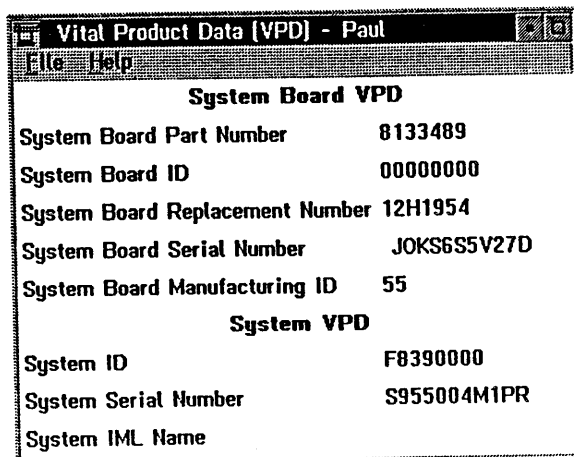 Vital Product Data (VPD) - Paul
File Help
System Board VPD
System Board Part Number 8133489
System Board ID 00000000
System Board Replacement Number 12H1954
System Board Serial Number J0KS6S5V27D
System Board Manufacturing ID 55
System VPD
System ID F8390000
System Serial Number S955004M1PR
System IML Name